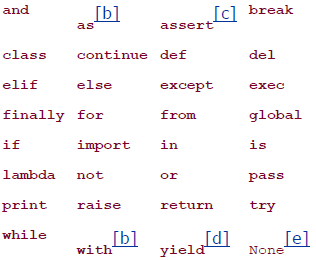 and as[b] assert[c] break
class continue def del
elif else except exec
finally for from global
if import in is
lambda not or pass
print raise return try
while with[b] yield[d] None[e]